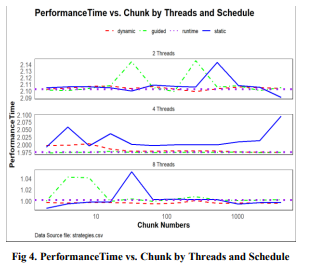 PerformanceTime vs. Chunk by Threads and Schedule
dynamic guided runtime static
2 Threads
2.14
2.13
2.11
2.10
2.09
4 Threads
2.100
2.075
2.050
2.025
2.000
1.975
8 Threads
1.04
1.02
1.00
PerformanceTime
10 100 1000
Chunk Numbers
Data Source file: strategies.csv
Fig 4. PerformanceTime vs. Chunk by Threads and Schedule